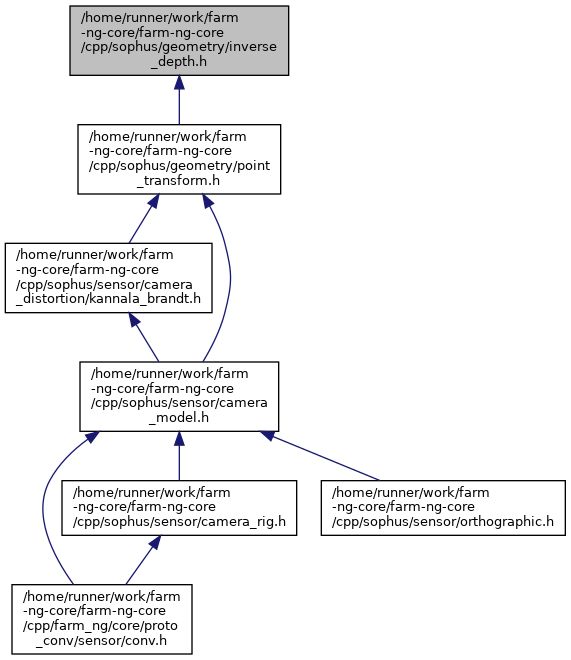 /home/runner/work/farm
-ng-core/farm-ng-core
/cpp/sophus/geometry/inverse
_depth.h
/home/runner/work/farm
-ng-core/farm-ng-core
/cpp/sophus/geometry/point
_transform.h
/home/runner/work/farm
-ng-core/farm-ng-core
/cpp/sophus/sensor/camera
_distortion/kannala_brandt.h
/home/runner/work/farm
-ng-core/farm-ng-core
/cpp/sophus/sensor/camera
_model.h
/home/runner/work/farm
-ng-core/farm-ng-core
/cpp/sophus/sensor/camera_rig.h
/home/runner/work/farm
-ng-core/farm-ng-core
/cpp/sophus/sensor/orthographic.h
/home/runner/work/farm
-ng-core/farm-ng-core
/cpp/farm_ng/core/proto
_conv/sensor/conv.h